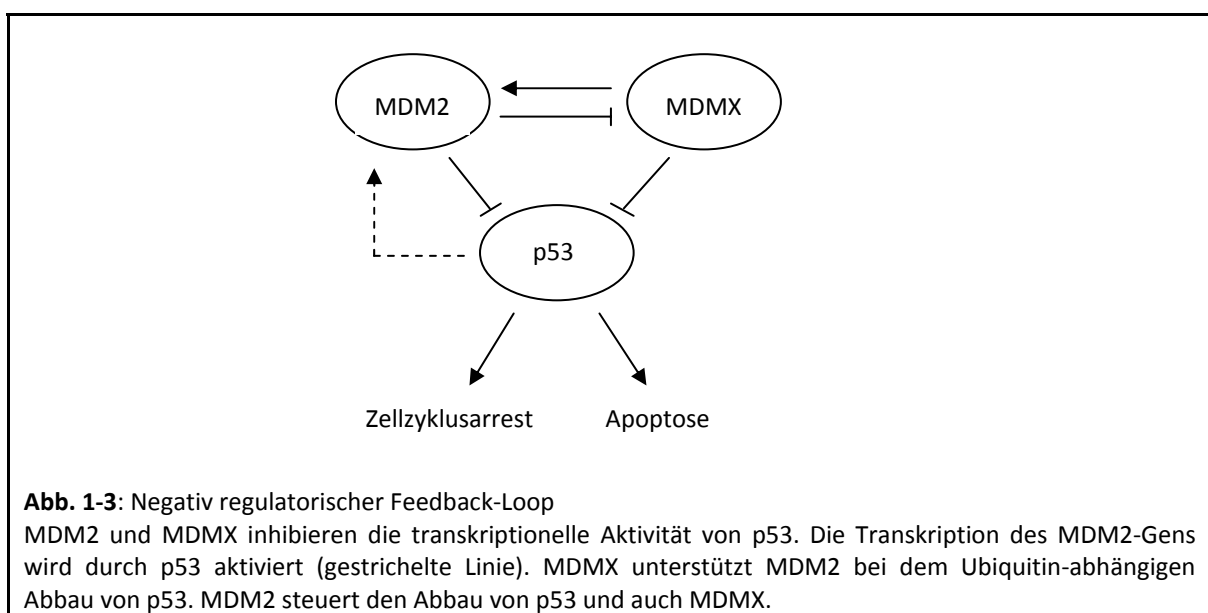 MDM2 MDMX
p53
Zellzyklusarrest Apoptose
Abb. 1-3: Negativ regulatorischer Feedback-Loop
MDM2 und MDMX inhibieren die transkriptionelle Aktivität von p53. Die Transkription des MDM2-Gens
wird durch p53 aktiviert (gestrichelte Linie). MDMX unterstützt MDM2 bei dem Ubiquitin-abhängigen
Abbau von p53. MDM2 steuert den Abbau von p53 und auch MDMX.